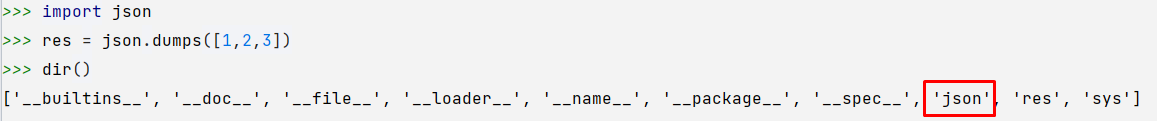 >>> import json
>>> res = json.dumps([1,2,3])
>>> dir()
['__builtins__', '__doc__', '__file__', '__loader__', '__name__', '__package__', '__spec__', 'json', 'res', 'sys']